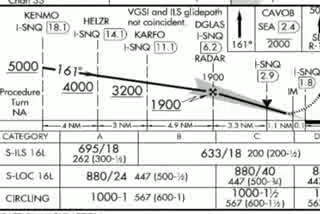 VGSI and ILS glidepath
not coincident.
KENMO
I-SNQ 18.1
HELZR
I-SNQ 14.1
KARFO
I-SNQ 11.1
DGLAS
I-SNQ
6.2
RADAR
1900
161°
CAVOB
SEA 2.4
2000
I-SNQ
2.9
I-SNQ
1.8
IM
5000
161°
4000
3200
1900
Procedure
Turn
NA
4 NM
3 NM
4.9 NM
3.3 NM
1.1 NM
0.1
CATEGORY A B C D
S-ILS 16L 695/18
262 (300-½)
633/18 200 (200-½)
S-LOC 16L 880/24 447 (500-½) 880/40
447 (500-¾)
CIRCLING 1000-1 567 (600-1) 1000-1½
567 (600-1½)